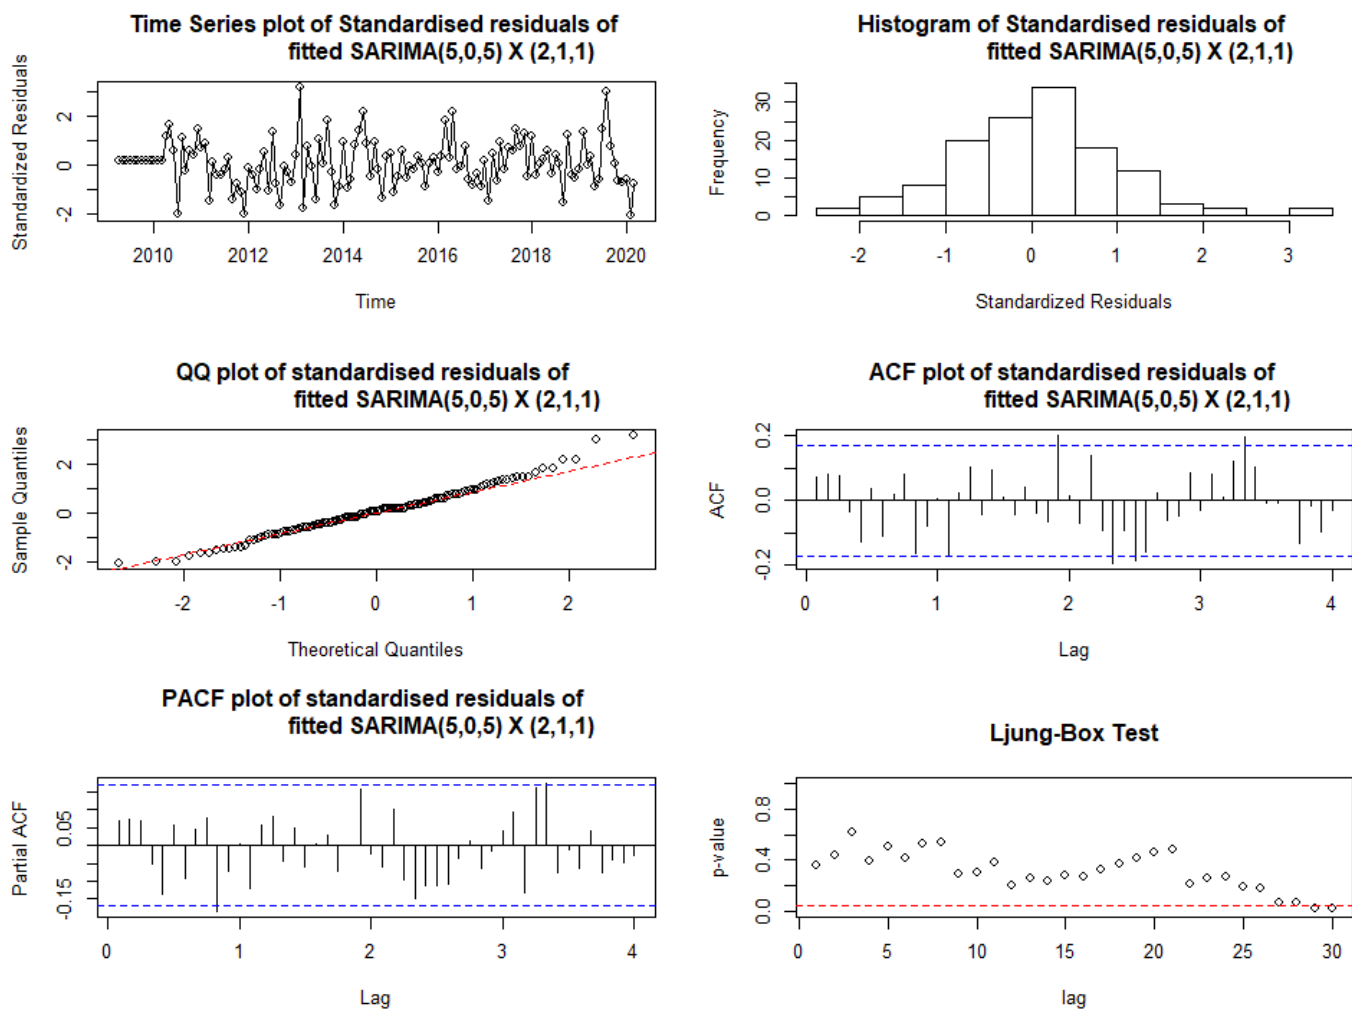 Time Series plot of Standardised residuals of
fitted SARIMA(5,0,5) X (2,1,1)
Standardized Residuals
2
0
-2
2010 2012 2014 2016 2018 2020
Time
Histogram of Standardised residuals of
fitted SARIMA(5,0,5) X (2,1,1)
Frequency
30
20
10
0
-2 -1 0 1 2 3
Standardized Residuals
QQ plot of standardised residuals of
fitted SARIMA(5,0,5) X (2,1,1)
Sample Quantiles
2
0
-2
-2 -1 0 1 2
Theoretical Quantiles
ACF plot of standardised residuals of
fitted SARIMA(5,0,5) X (2,1,1)
ACF
0.2
0.0
-0.2
0 1 2 3 4
Lag
PACF plot of standardised residuals of
fitted SARIMA(5,0,5) X (2,1,1)
Partial ACF
0.05
-0.15
0 1 2 3 4
Lag
Ljung-Box Test
p-value
0.8
0.4
0.0
0 5 10 15 20 25 30
lag